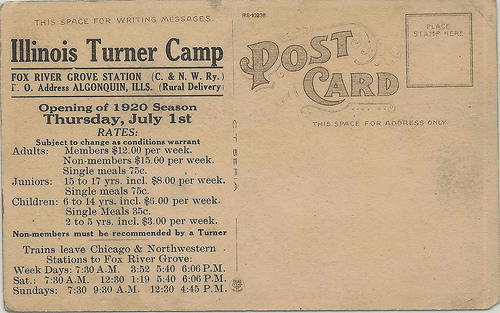 THIS SPACE FOR WRITING MESSAGES.
Illinois Turner Camp
FOX RIVER GROVE STATION (C. & N. W. Ry.)
P. O. Address ALGONQUIN, ILLS. (Rural Delivery)
Opening of 1920 Season
Thursday, July 1st
RATES:
Subject to change as conditions warrant
Adults: Members $12.00 per week.
Non-members $15.00 per week.
Single meals 75c.
Juniors: 15 to 17 yrs. incl. $8.00 per week.
Single meals 75c.
Children: 6 to 14 yrs. incl. $6.00 per week.
Single Meals 35c.
2 to 5 yrs. incl. $3.00 per week.
Non-members must be recommended by a Turner
Trains leave Chicago & Northwestern
Stations to Fox River Grove:
Week Days: 7:30 A.M. 3:52 5:40 6:06 P.M.
Sat.: 7:30 A.M. 12:30 1:19 5:40 6:06 P.M.
Sundays: 7:30 9:30 A.M. 12:30 4:45 P.M.
POST CARD
PLACE
STAMP HERE
THIS SPACE FOR ADDRESS ONLY.